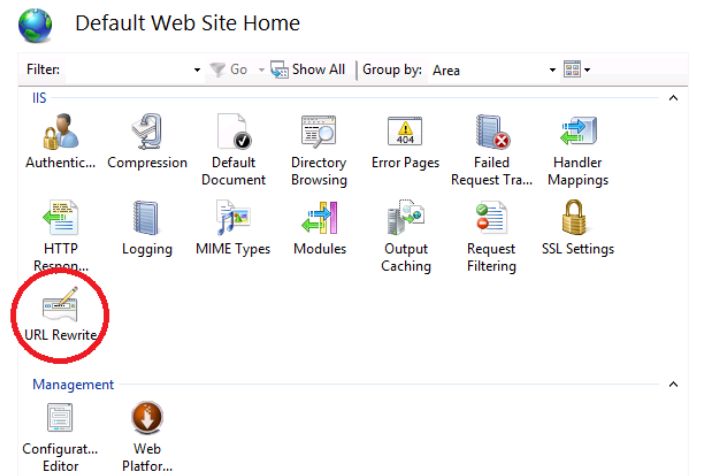 Default Web Site Home
Filter: Go Show All Group by: Area
IIS
Authentic... Compression Default Document Directory Browsing Error Pages Failed Request Tra... Handler Mappings
404
HTTP Respon... Logging MIME Types Modules Output Caching Request Filtering SSL Settings
URL Rewrite
Management
Configurat... Editor Web Platfor...